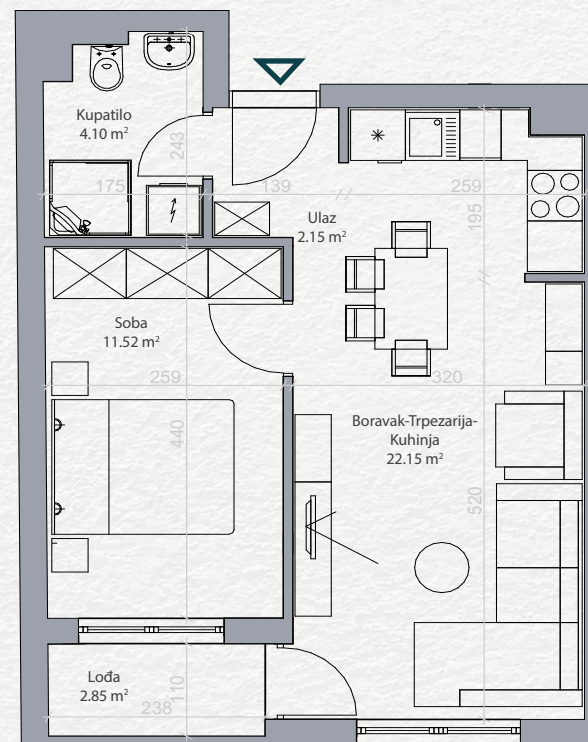 Kupatilo
4.10 m²
243
175
139
259
195
Ulaz
2.15 m²
Soba
11.52 m²
259
440
320
Boravak-Trpezarija-
Kuhinja
22.15 m²
520
Lođa
2.85 m²
110
238